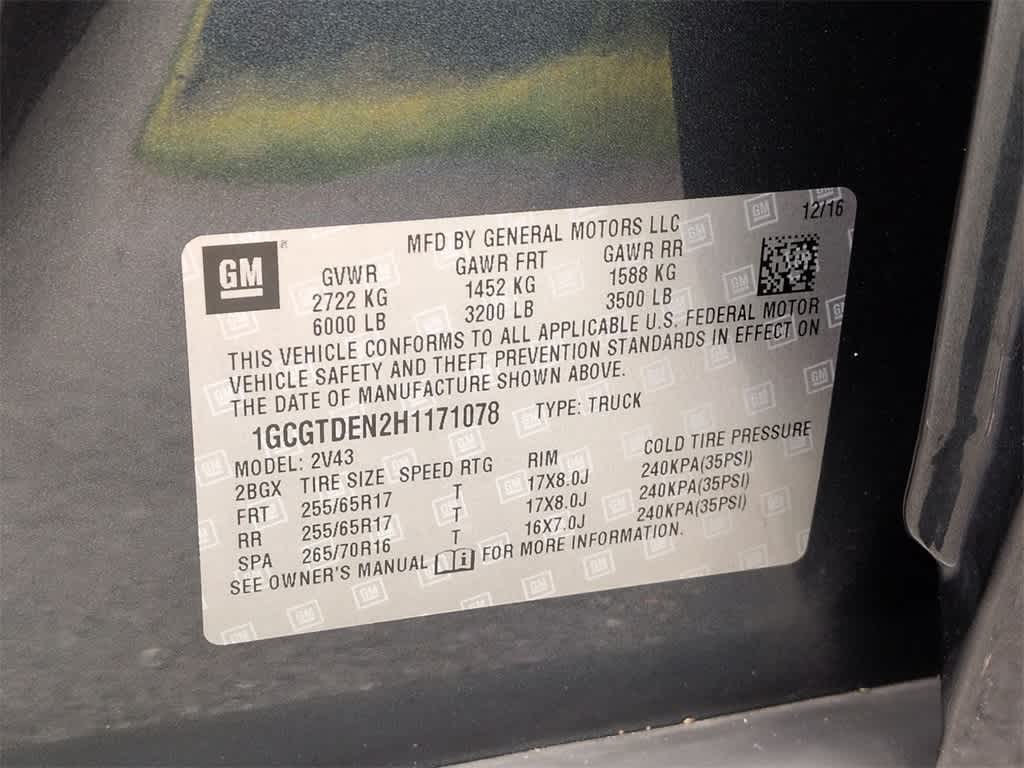 GM
12/16
MFD BY GENERAL MOTORS LLC
GVWR GAWR FRT GAWR RR
2722 KG 1452 KG 1588 KG
6000 LB 3200 LB 3500 LB
THIS VEHICLE CONFORMS TO ALL APPLICABLE U.S. FEDERAL MOTOR
VEHICLE SAFETY AND THEFT PREVENTION STANDARDS IN EFFECT ON
THE DATE OF MANUFACTURE SHOWN ABOVE.
1GCGTDEN2H1171078 TYPE: TRUCK
MODEL: 2V43
2BGX TIRE SIZE SPEED RTG RIM COLD TIRE PRESSURE
FRT 255/65R17 T 17X8.0J 240KPA(35PSI)
RR 255/65R17 T 17X8.0J 240KPA(35PSI)
SPA 265/70R16 T 16X7.0J 240KPA(35PSI)
SEE OWNER'S MANUAL FOR MORE INFORMATION.